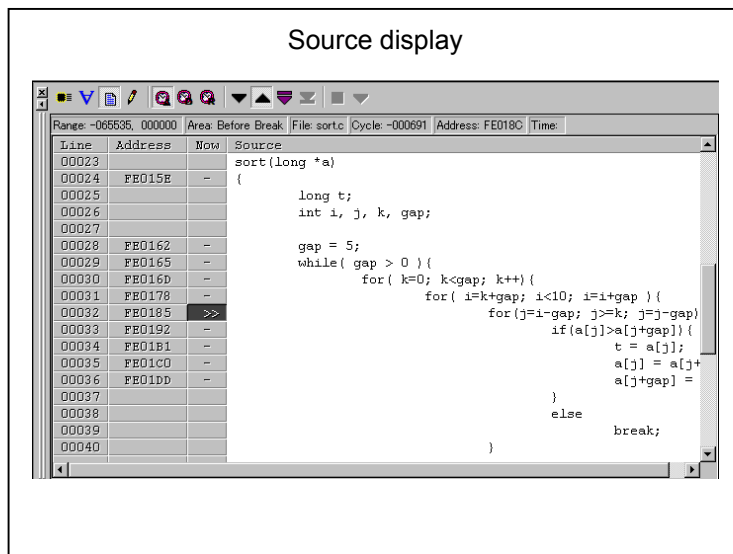 Source display
Range: -065535, 000000 Area: Before Break File: sort.c Cycle: -000691 Address: FE018C Time:
Line Address Now Source
00023 sort(long *a)
00024 FE015E - {
00025 long t;
00026 int i, j, k, gap;
00027
00028 FE0162 - gap = 5;
00029 FE0165 - while( gap > 0 ){
00030 FE016D - for( k=0; k<gap; k++){
00031 FE0178 - for( i=k+gap; i<10; i=i+gap ){
00032 FE0185 >> for(j=i-gap; j>=k; j=j-gap)
00033 FE0192 - if(a[j]>a[j+gap]){
00034 FE01B1 - t = a[j];
00035 FE01C0 - a[j] = a[j+
00036 FE01DD - a[j+gap] =
00037 }
00038 else
00039 break;
00040 }